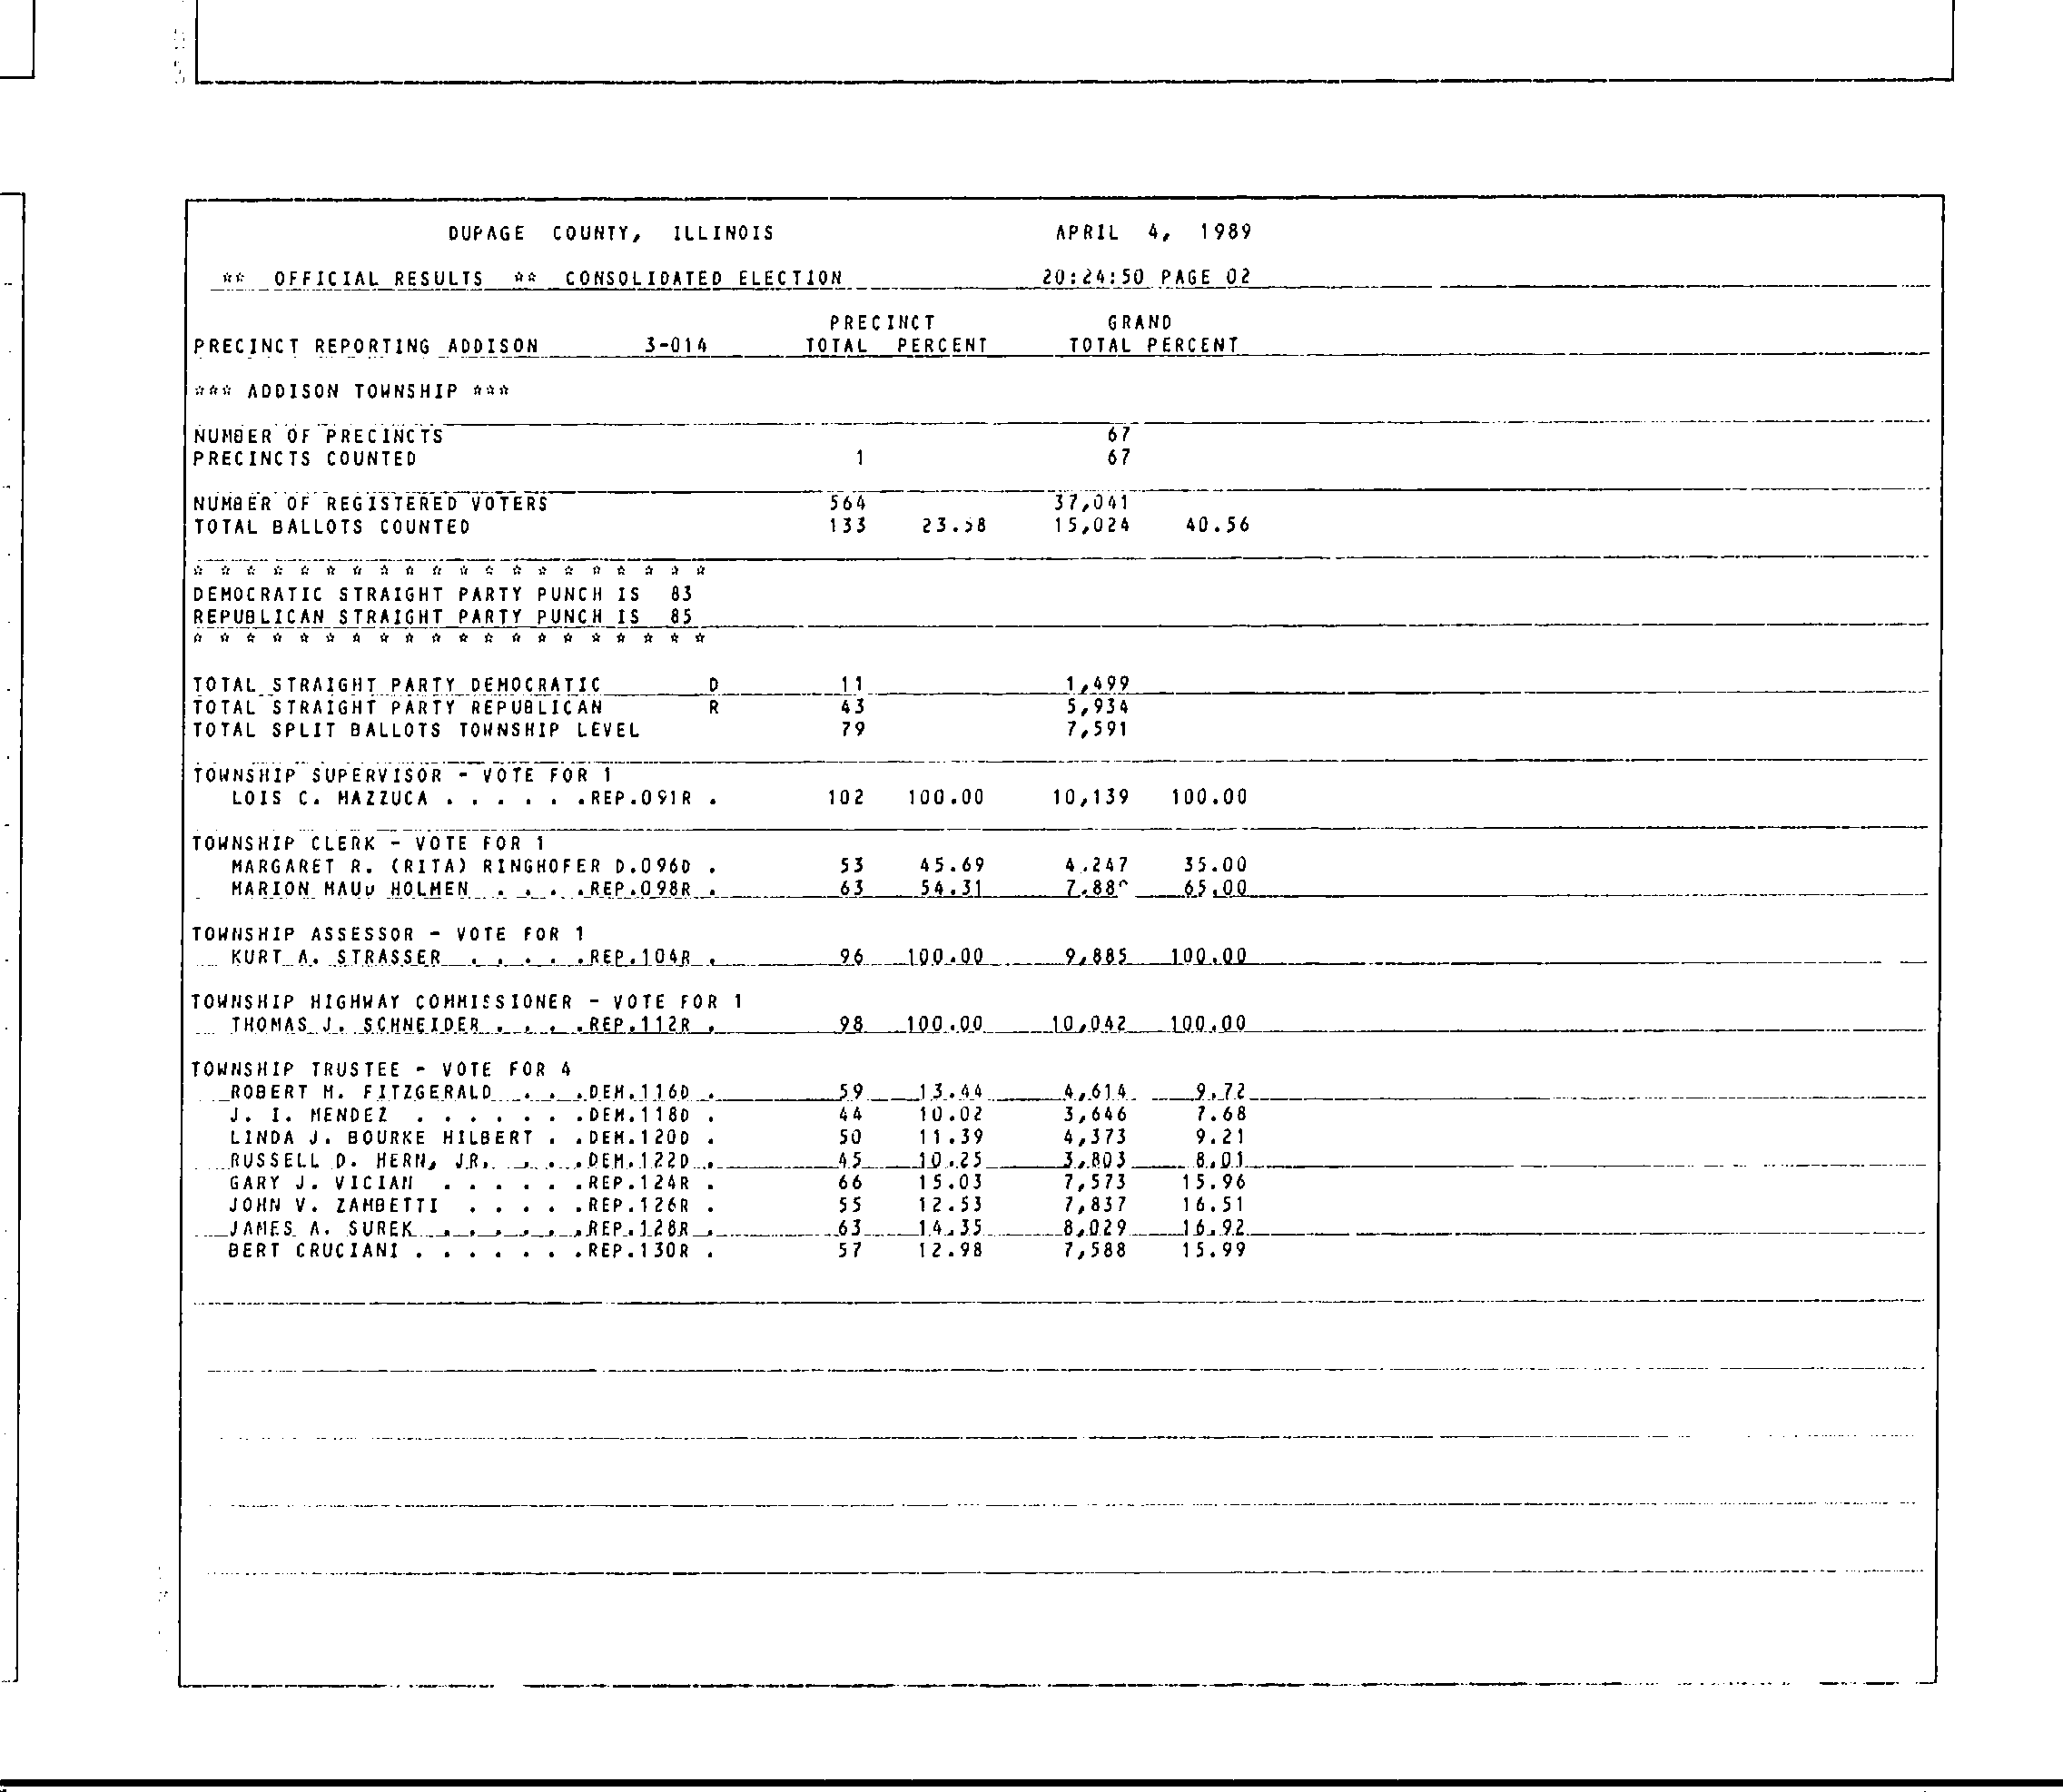 DUPAGE COUNTY, ILLINOIS APRIL 4, 1989
** OFFICIAL RESULTS ** CONSOLIDATED ELECTION 20:24:50 PAGE 02
PRECINCT GRAND
PRECINCT REPORTING ADDISON 3-014 TOTAL PERCENT TOTAL PERCENT
*** ADDISON TOWNSHIP ***
NUMBER OF PRECINCTS 67
PRECINCTS COUNTED 1 67
NUMBER OF REGISTERED VOTERS 564 37,041
TOTAL BALLOTS COUNTED 133 23.58 15,024 40.56
* * * * * * * * * * * * * * * * * * * *
DEMOCRATIC STRAIGHT PARTY PUNCH IS 83
REPUBLICAN STRAIGHT PARTY PUNCH IS 85
* * * * * * * * * * * * * * * * * * * *
TOTAL STRAIGHT PARTY DEMOCRATIC D 11 1,499
TOTAL STRAIGHT PARTY REPUBLICAN R 43 5,934
TOTAL SPLIT BALLOTS TOWNSHIP LEVEL 79 7,591
TOWNSHIP SUPERVISOR - VOTE FOR 1
LOIS C. MAZZUCA . . . . . .REP.091R . 102 100.00 10,139 100.00
TOWNSHIP CLERK - VOTE FOR 1
MARGARET R. (RITA) RINGHOFER D.096D . 53 45.69 4,247 35.00
MARION HOLMEN . . . .REP.098R . 63 54.31 65.00
TOWNSHIP ASSESSOR - VOTE FOR 1
KURT A. STRASSER . . . . .REP.104R . 96 100.00 9,885 100.00
TOWNSHIP HIGHWAY COMMISSIONER - VOTE FOR 1
THOMAS J. SCHNEIDER . . . .REP.112R . 98 100.00 10,042 100.00
TOWNSHIP TRUSTEE - VOTE FOR 4
ROBERT M. FITZGERALD . . .DEM.116D . 59 13.44 4,614 9.72
J. I. MENDEZ . . . . . . .DEM.118D . 44 10.02 3,646 7.68
LINDA J. BOURKE HILBERT . .DEM.120D . 50 11.39 4,373 9.21
RUSSELL D. HERN, JR. . . .DEM.122D . 45 10.25 3,803 8.01
GARY J. VICIAN . . . . . .REP.124R . 66 15.03 7,573 15.96
JOHN V. ZAMBETTI . . . . .REP.126R . 55 12.53 7,837 16.51
JAMES A. SUREK . . . . . .REP.128R . 63 14.35 8,029 16.92
BERT CRUCIANI . . . . . . .REP.130R . 57 12.98 7,588 15.99